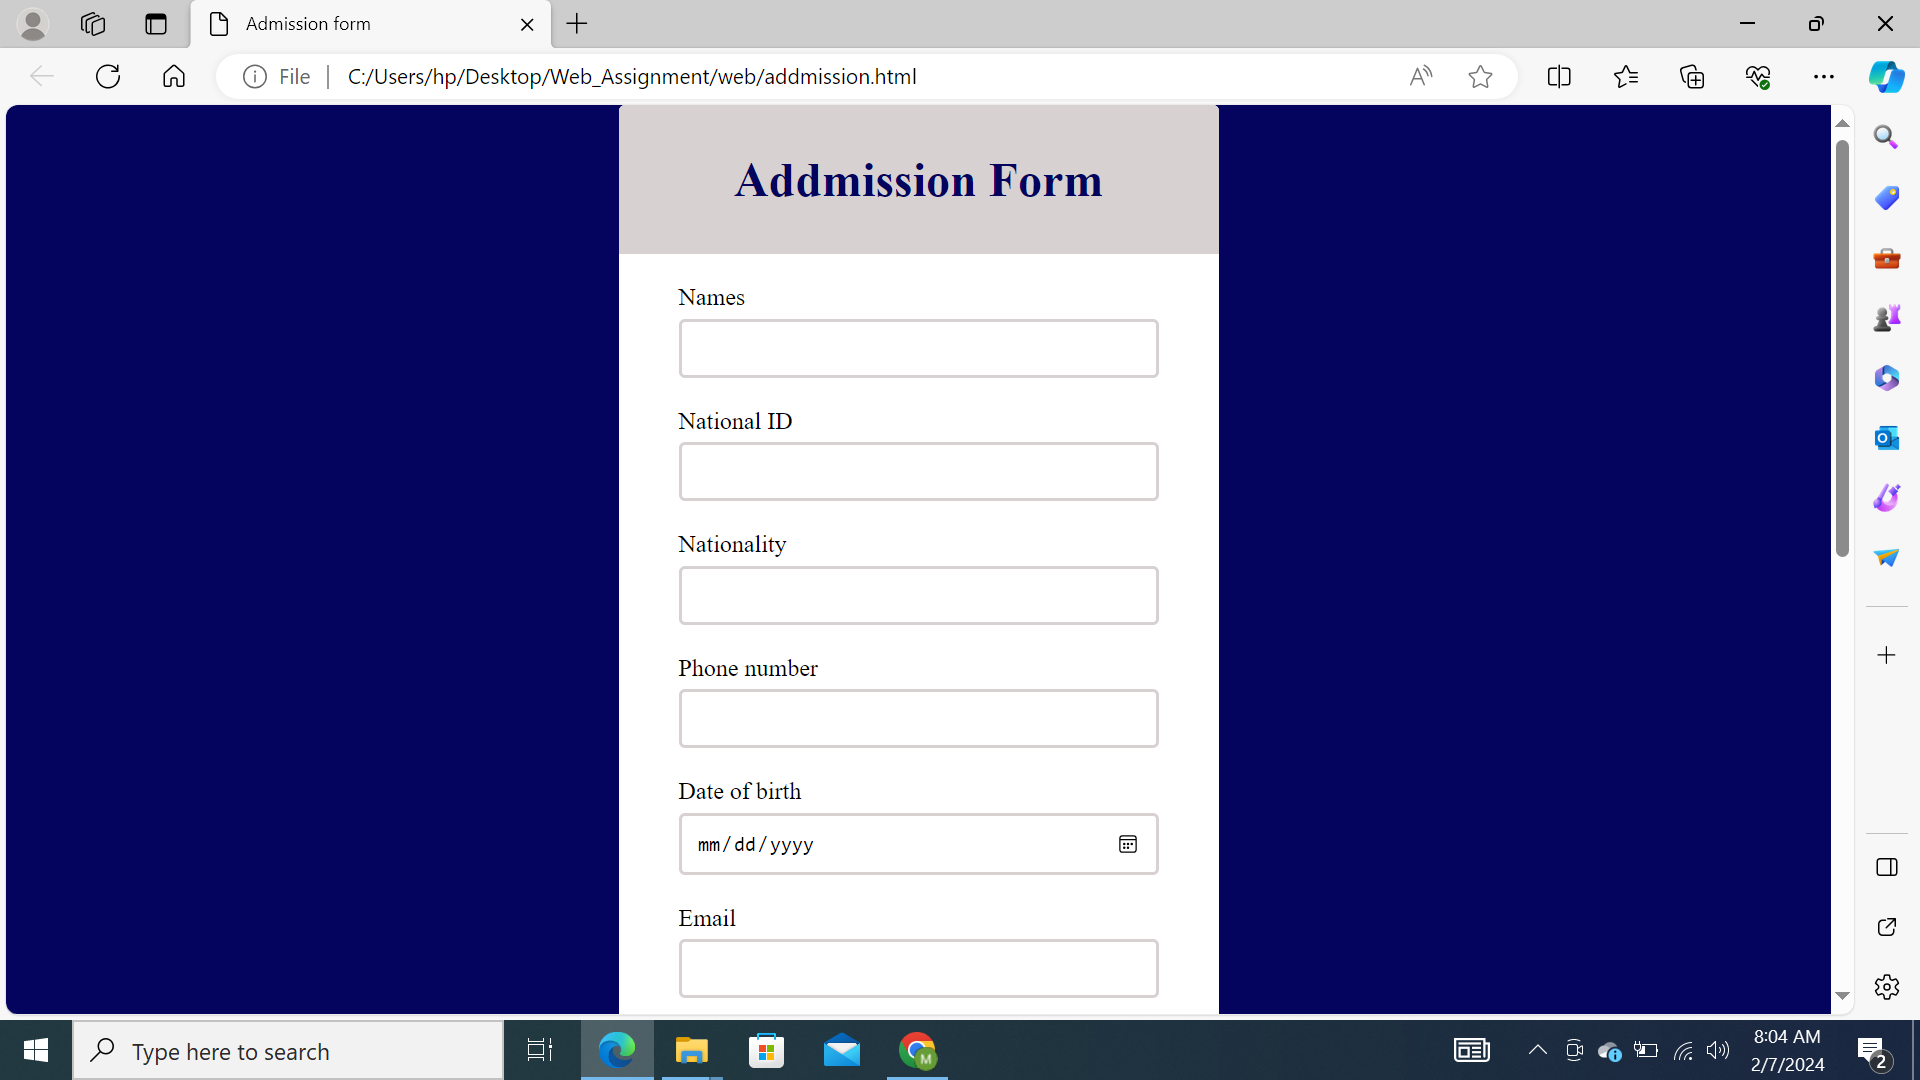 Admission form
File
C:/Users/hp/Desktop/Web_Assignment/web/addmission.html
Addmission Form
Names
National ID
Nationality
Phone number
Date of birth
mm/dd/yyyy
Email
Type here to search
M
8:04 AM
2/7/2024
2